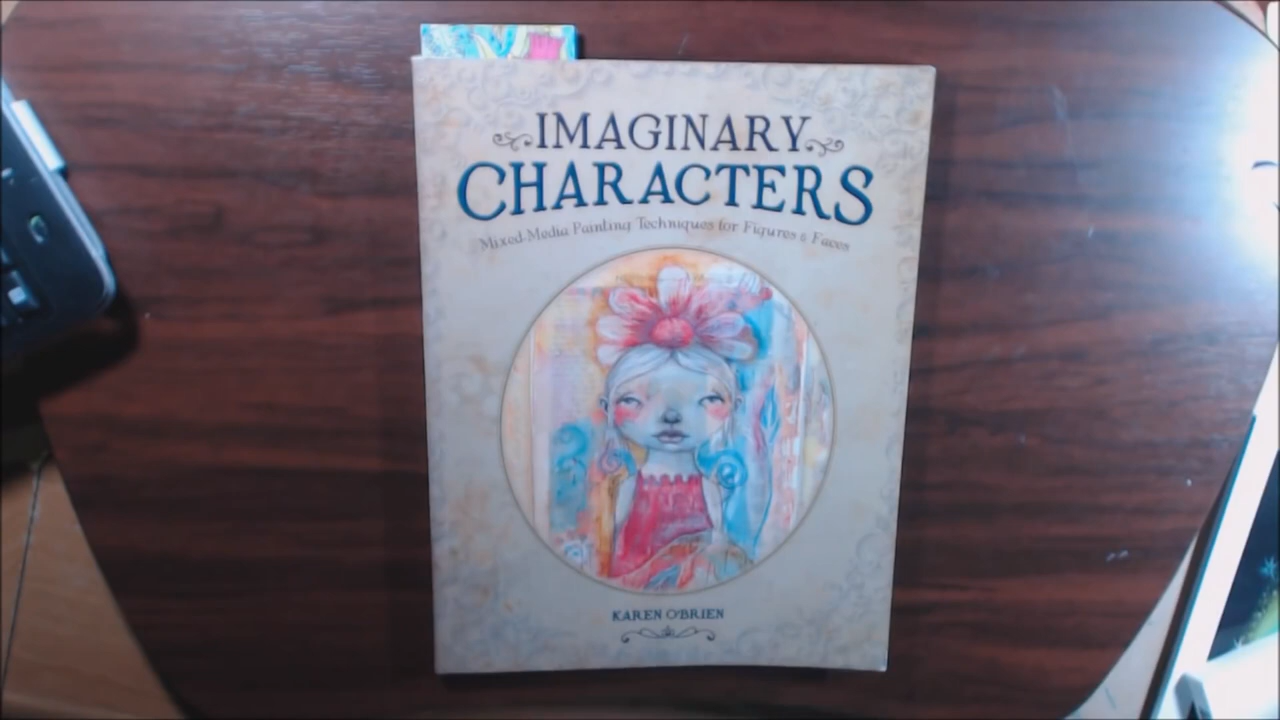 IMAGINARY
CHARACTERS
Mixed-Media Painting Techniques for Figures & Faces
KAREN O'BRIEN